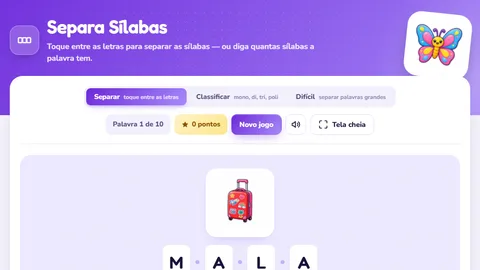 Separa Sílabas
Toque entre as letras para separar as sílabas — ou diga quantas sílabas a
palavra tem.
Separar toque entre as letras Classificar mono, di, tri, poli Difícil separar palavras grandes
Palavra 1 de 10 0 pontos Novo jogo Tela cheia
M A L A